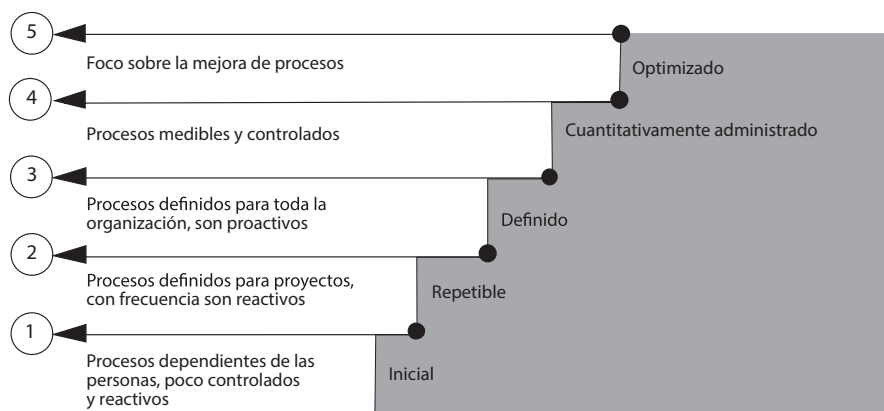 5
Foco sobre la mejora de procesos
Optimizado
4
Procesos medibles y controlados
Cuantitativamente administrado
3
Procesos definidos para toda la
organización, son proactivos
Definido
2
Procesos definidos para proyectos,
con frecuencia son reactivos
Repetible
1
Procesos dependientes de las
personas, poco controlados
y reactivos
Inicial